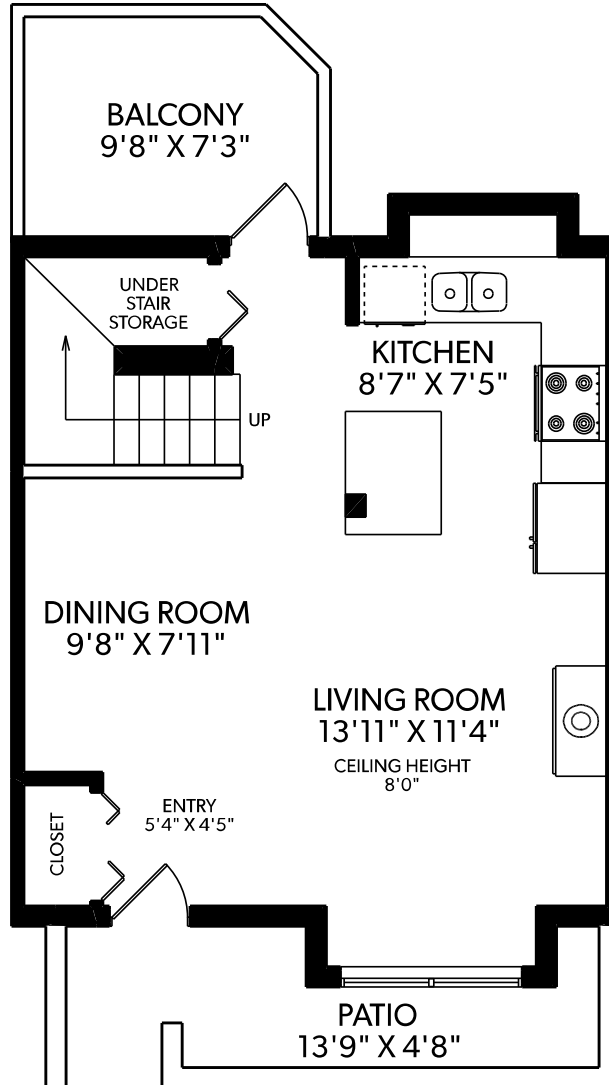 BALCONY
9'8" X 7'3"
UNDER
STAIR
STORAGE
KITCHEN
8'7" X 7'5"
UP
DINING ROOM
9'8" X 7'11"
LIVING ROOM
13'11" X 11'4"
CEILING HEIGHT
8'0"
ENTRY
5'4" X 4'5"
CLOSET
PATIO
13'9" X 4'8"